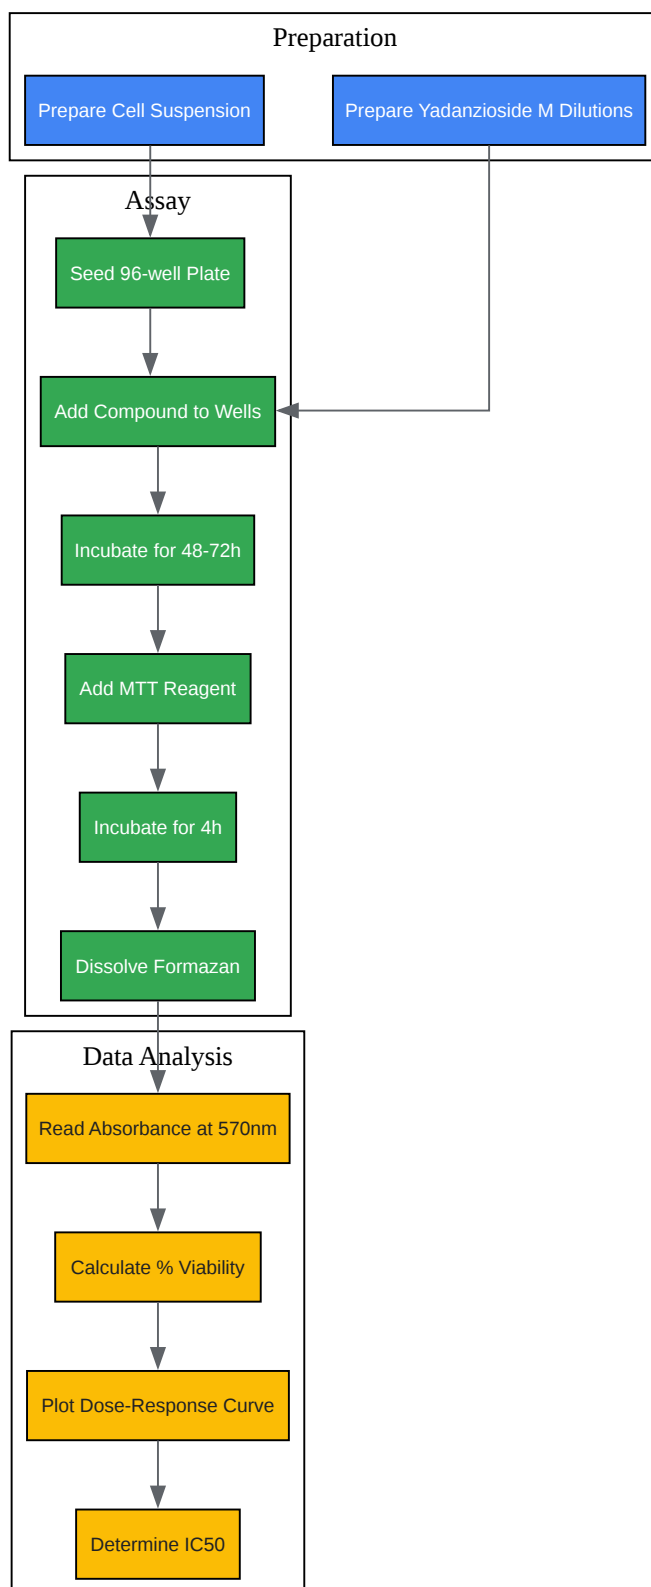 Preparation
Prepare Cell Suspension
Prepare Yadanzioside M Dilutions
Assay
Seed 96-well Plate
Add Compound to Wells
Incubate for 48-72h
Add MTT Reagent
Incubate for 4h
Dissolve Formazan
Data Analysis
Read Absorbance at 570nm
Calculate % Viability
Plot Dose-Response Curve
Determine IC50